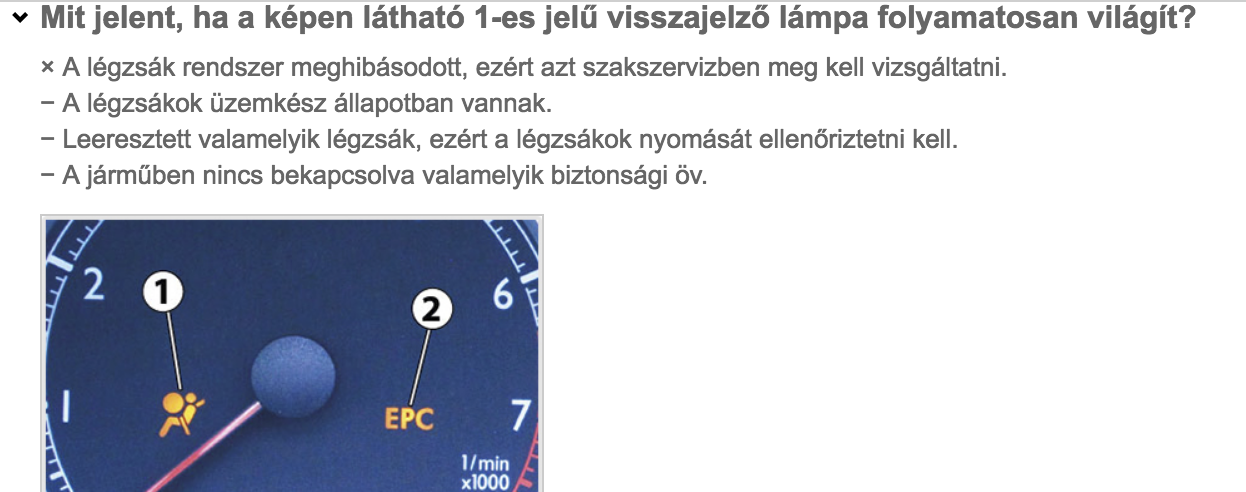 Mit jelent, ha a képen látható 1-es jelű visszajelző lámpa folyamatosan világít?
× A légzsák rendszer meghibásodott, ezért azt szakszervizben meg kell vizsgáltatni.
− A légzsákok üzemkész állapotban vannak.
− Leeresztett valamelyik légzsák, ezért a légzsákok nyomását ellenőriztetni kell.
− A járműben nincs bekapcsolva valamelyik biztonsági öv.
2 1 2 6
1 EPC 7
1/min
x1000